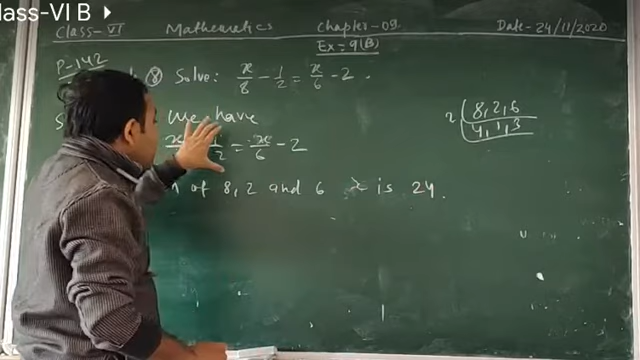 lass-VI B
Class- VI Mathematics Chapter-09. Date- 24/11/2020
Ex = 9(B)
P-142
8 Solve: x/8 - 1/2 = x/6 - 2 .
We have
2 | 8, 2, 6
4, 1, 3
= x/6 - 2
of 8, 2 and 6 is 24.